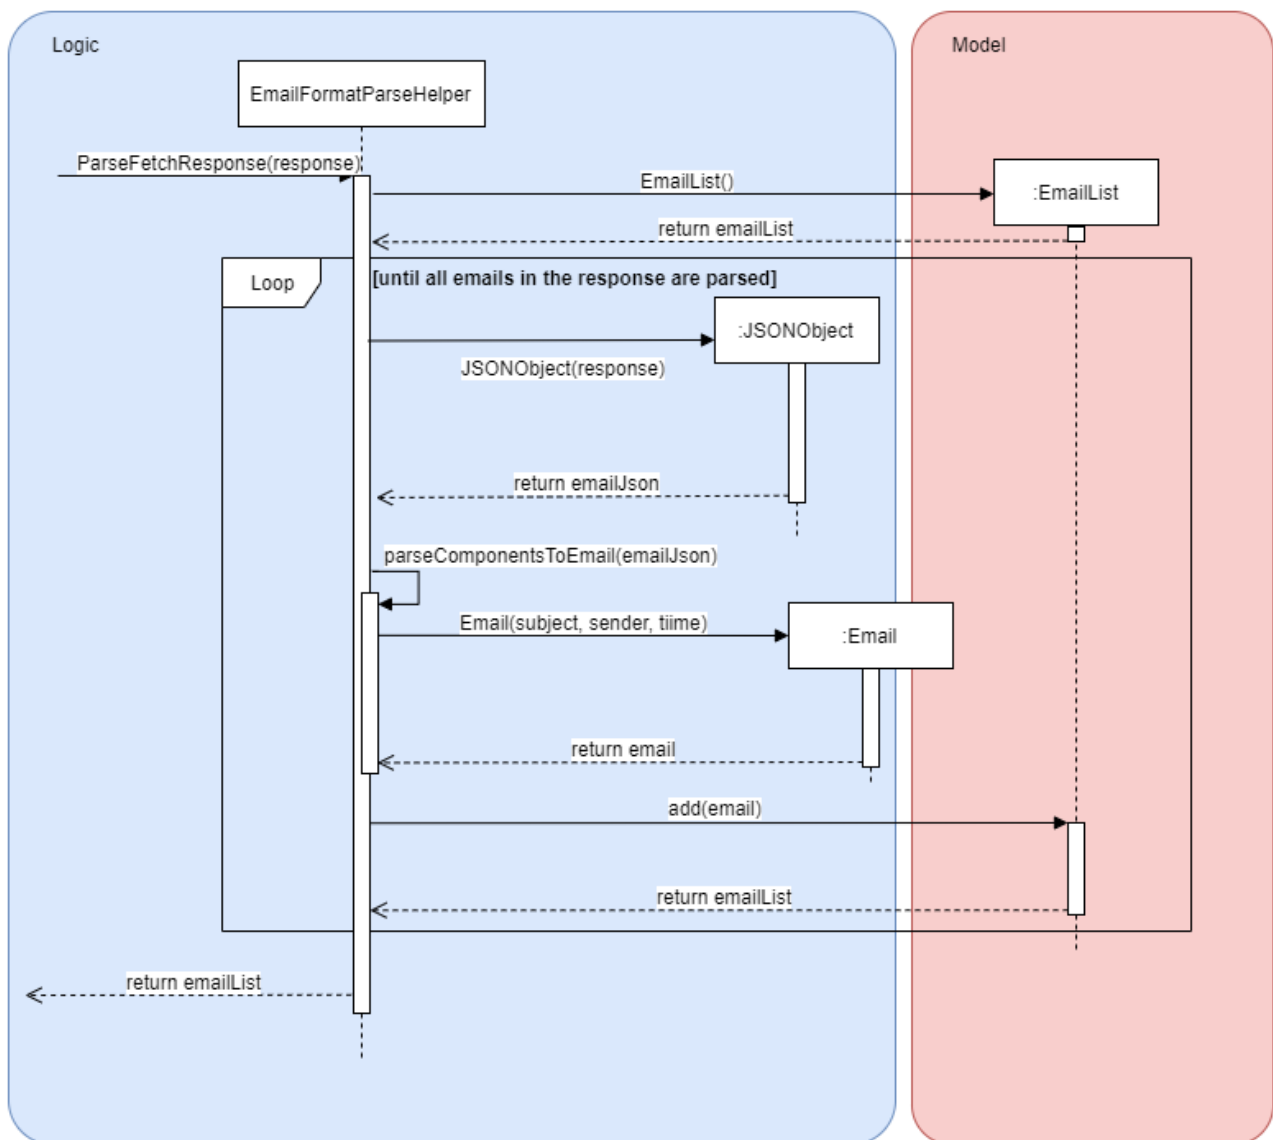 Logic
Model
EmailFormatParseHelper
ParseFetchResponse(response)
EmailList()
:EmailList
return emailList
Loop
[until all emails in the response are parsed]
:JSONObject
JSONObject(response)
return emailJson
parseComponentsToEmail(emailJson)
Email(subject, sender, tiime)
:Email
return email
add(email)
return emailList
return emailList